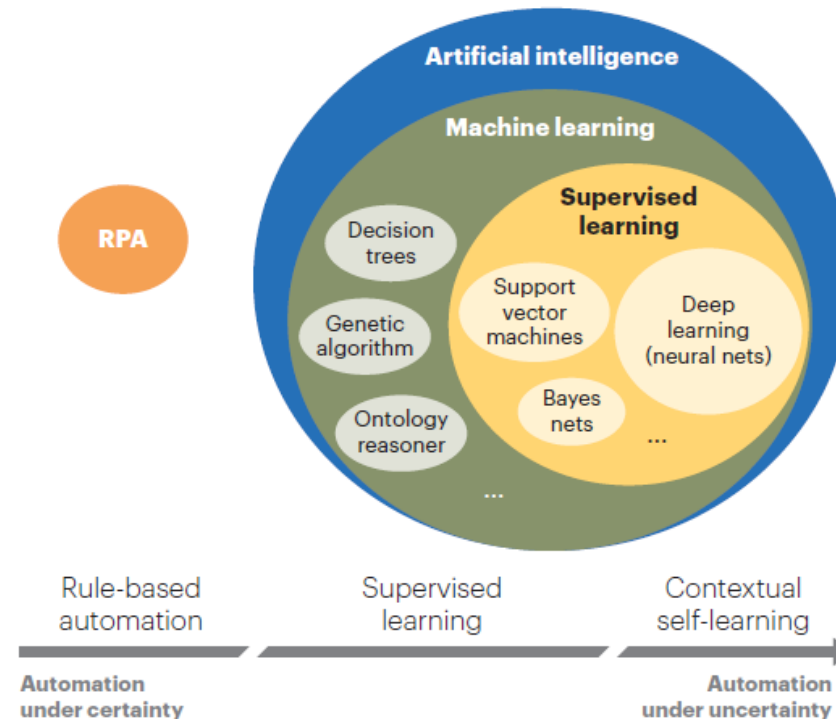 Artificial intelligence
Machine learning
Supervised
learning
RPA
Decision
trees
Support
vector
machines
Deep
learning
(neural nets)
Genetic
algorithm
Bayes
nets
...
Ontology
reasoner
...
Rule-based
automation
Supervised
learning
Contextual
self-learning
Automation
under certainty
Automation
under uncertainty